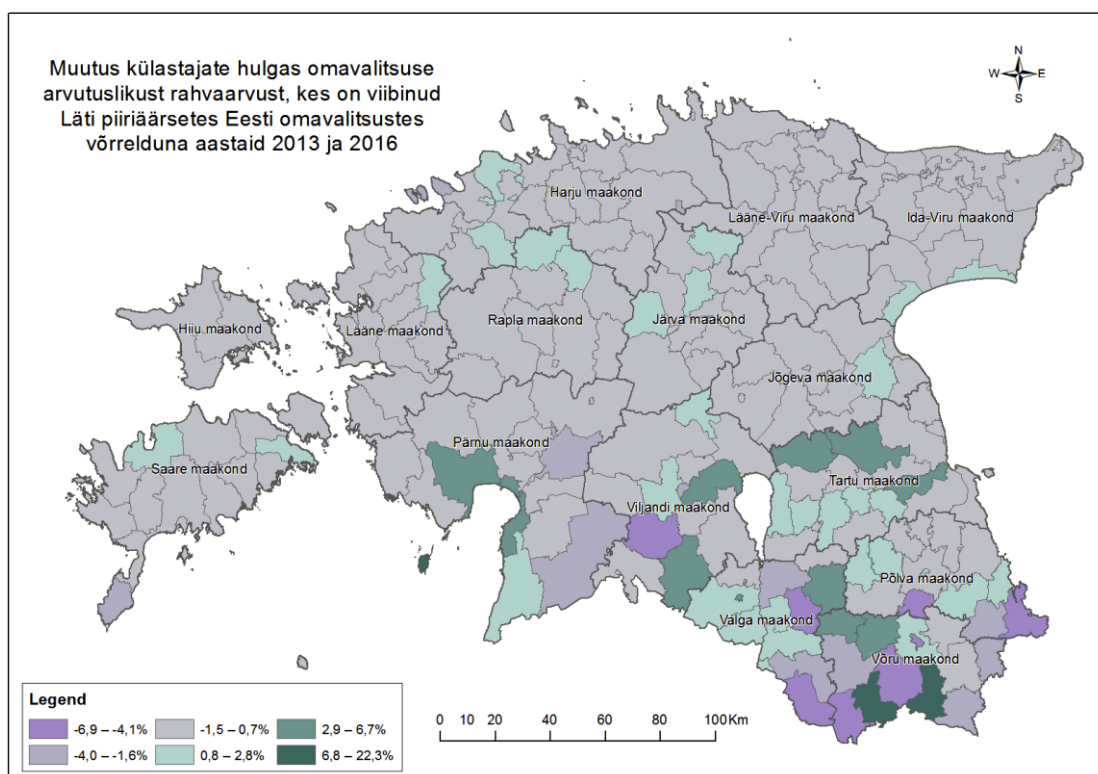 Muutus külastajate hulgas omavalitsuse
arvutuslikust rahvaarvust, kes on viibinud
Läti piiriäärsetes Eesti omavalitsustes
võrrelduna aastaid 2013 ja 2016
N
W E
S
Harju maakond
Lääne-Viru maakond
Ida-Viru maakond
Hiiu maakond
Lääne maakond
Rapla maakond
Järva maakond
Jõgeva maakond
Pärnu maakond
Saare maakond
Tartu maakond
Viljandi maakond
Põlva maakond
Valga maakond
Võru maakond
Legend
-6,9 – -4,1%
-1,5 – 0,7%
2,9 – 6,7%
-4,0 – -1,6%
0,8 – 2,8%
6,8 – 22,3%
0 20 40 60 80 100 Km